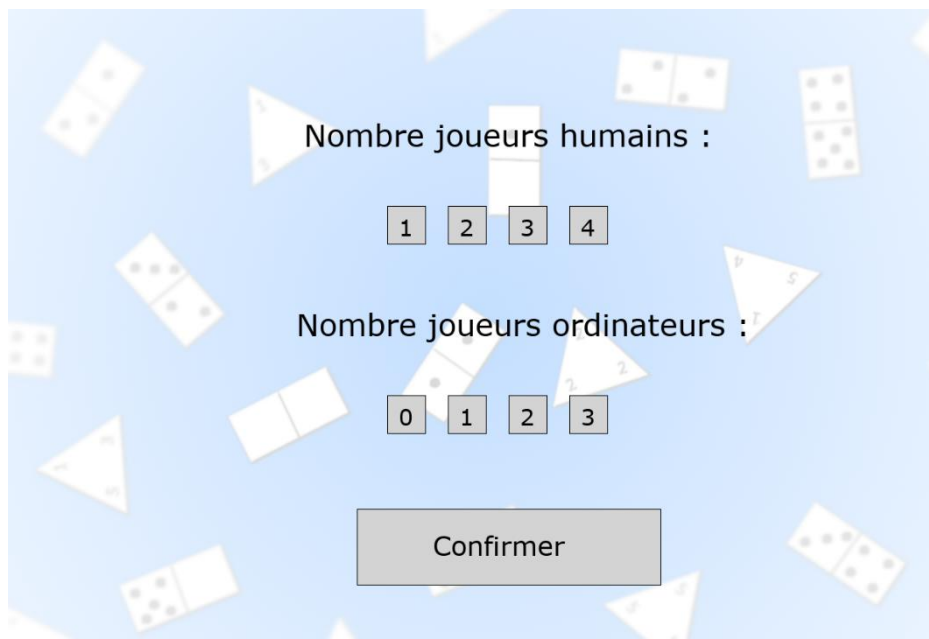 Nombre joueurs humains :
1 2 3 4
Nombre joueurs ordinateurs :
0 1 2 3
Confirmer